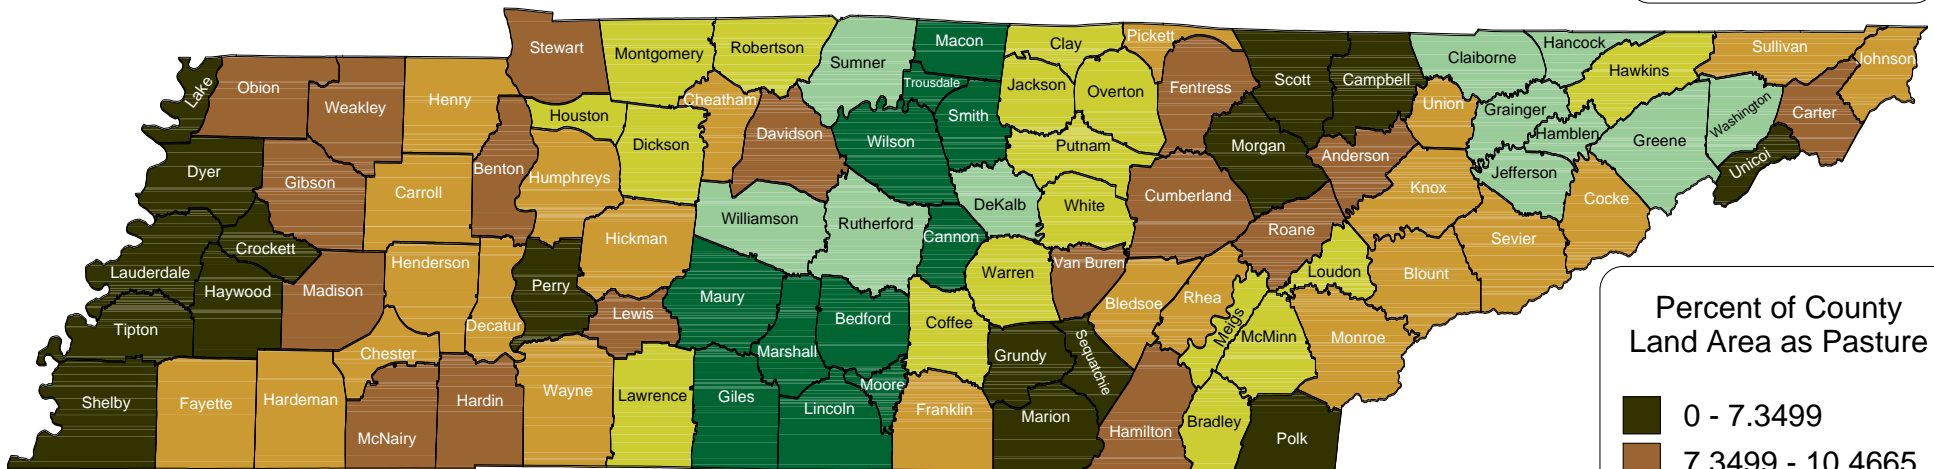 Stewart
Montgomery
Robertson
Sumner
Macon
Clay
Pickett
Scott
Campbell
Claiborne
Hancock
Hawkins
Sullivan
Johnson
Lake
Obion
Weakley
Henry
Houston
Cheatham
Trousdale
Jackson
Overton
Fentress
Union
Grainger
Washington
Carter
Dickson
Davidson
Wilson
Smith
Putnam
Morgan
Anderson
Hamblen
Greene
Unicoi
Dyer
Gibson
Carroll
Benton
Humphreys
Williamson
Rutherford
DeKalb
White
Cumberland
Knox
Jefferson
Cocke
Crockett
Hickman
Cannon
Roane
Sevier
Lauderdale
Haywood
Madison
Henderson
Perry
Maury
Warren
Van Buren
Loudon
Blount
Tipton
Decatur
Lewis
Bedford
Coffee
Bledsoe
Rhea
Meigs
McMinn
Monroe
Chester
Marshall
Grundy
Sequatchie
Shelby
Fayette
Hardeman
McNairy
Hardin
Wayne
Lawrence
Giles
Lincoln
Moore
Franklin
Marion
Hamilton
Bradley
Polk
Percent of County
Land Area as Pasture
0 - 7.3499
7.3499 - 10.4665